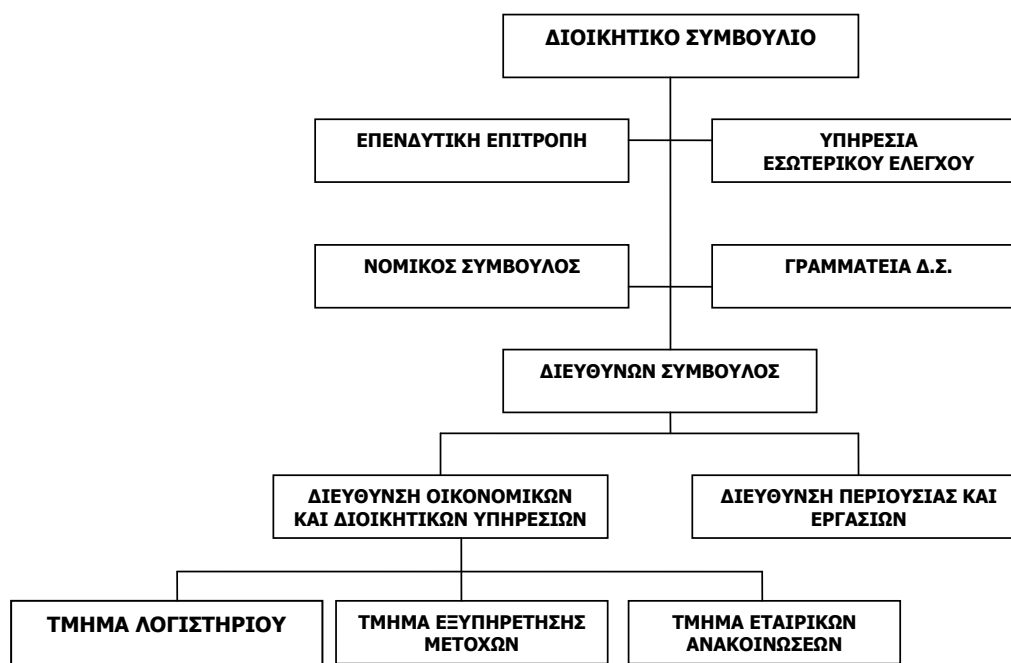 ΔΙΟΙΚΗΤΙΚΟ ΣΥΜΒΟΥΛΙΟ
ΕΠΕΝΔΥΤΙΚΗ ΕΠΙΤΡΟΠΗ
ΥΠΗΡΕΣΙΑ
ΕΣΩΤΕΡΙΚΟΥ ΕΛΕΓΧΟΥ
ΝΟΜΙΚΟΣ ΣΥΜΒΟΥΛΟΣ
ΓΡΑΜΜΑΤΕΙΑ Δ.Σ.
ΔΙΕΥΘΥΝΩΝ ΣΥΜΒΟΥΛΟΣ
ΔΙΕΥΘΥΝΣΗ ΟΙΚΟΝΟΜΙΚΩΝ
ΚΑΙ ΔΙΟΙΚΗΤΙΚΩΝ ΥΠΗΡΕΣΙΩΝ
ΔΙΕΥΘΥΝΣΗ ΠΕΡΙΟΥΣΙΑΣ ΚΑΙ
ΕΡΓΑΣΙΩΝ
ΤΜΗΜΑ ΛΟΓΙΣΤΗΡΙΟΥ
ΤΜΗΜΑ ΕΞΥΠΗΡΕΤΗΣΗΣ
ΜΕΤΟΧΩΝ
ΤΜΗΜΑ ΕΤΑΙΡΙΚΩΝ
ΑΝΑΚΟΙΝΩΣΕΩΝ